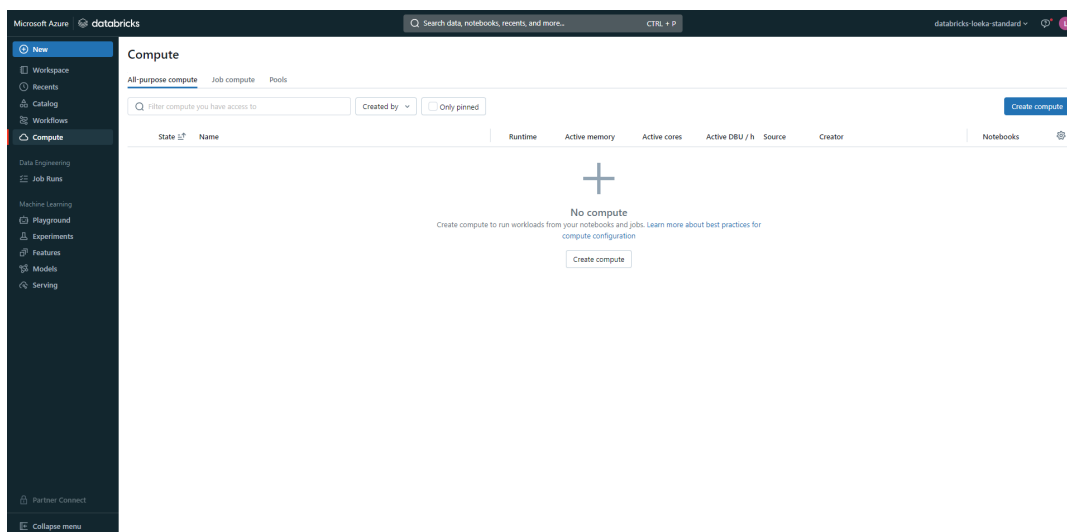 Microsoft Azure databricks
Search data, notebooks, recents, and more... CTRL + P
databricks-loeka-standard
New
Workspace
Recents
Catalog
Workflows
Compute
Data Engineering
Job Runs
Machine Learning
Playground
Experiments
Features
Models
Serving
Partner Connect
Collapse menu
Compute
All-purpose compute Job compute Pools
Filter compute you have access to Created by Only pinned Create compute
State Name Runtime Active memory Active cores Active DBU / h Source Creator Notebooks
No compute
Create compute to run workloads from your notebooks and jobs. Learn more about best practices for
compute configuration
Create compute